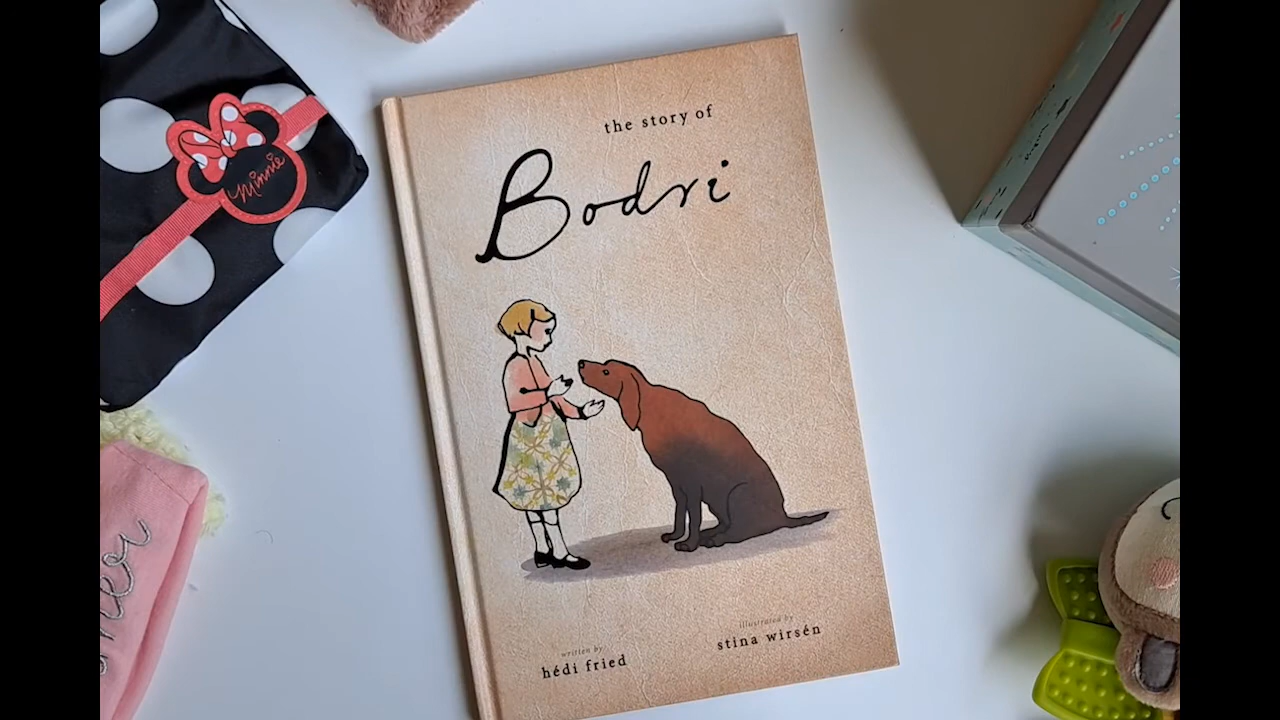 the story of
Bodri
written by
hédi fried
illustrated by
stina wirsén
Minnie